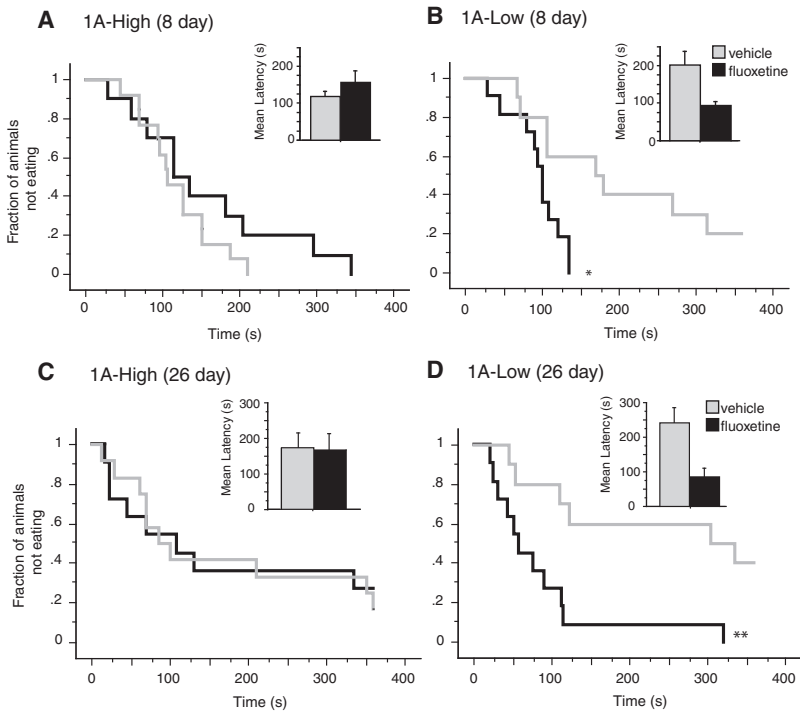 A 1A-High (8 day)
Mean Latency (s)
200
100
0
Fraction of animals
not eating
1
.8
.6
.4
.2
0
0 100 200 300 400
Time (s)
B 1A-Low (8 day)
Mean Latency (s)
200
100
0
vehicle
fluoxetine
1
.8
.6
.4
.2
0
*
0 100 200 300 400
Time (s)
C 1A-High (26 day)
Mean Latency (s)
300
200
100
0
Fraction of animals
not eating
1
.8
.6
.4
.2
0
0 100 200 300 400
Time (s)
D 1A-Low (26 day)
Mean Latency (s)
300
200
100
0
vehicle
fluoxetine
1
.8
.6
.4
.2
0
**
0 100 200 300 400
Time (s)